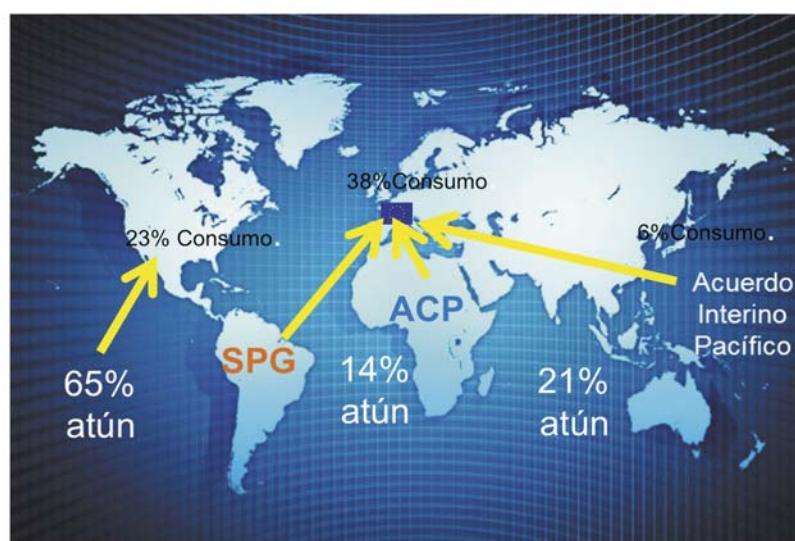 38%Consumo.
23% Consumo.
6%Consumo.
ACP
Acuerdo
Interino
Pacífico
SPG
65%
atún
14%
atún
21%
atún